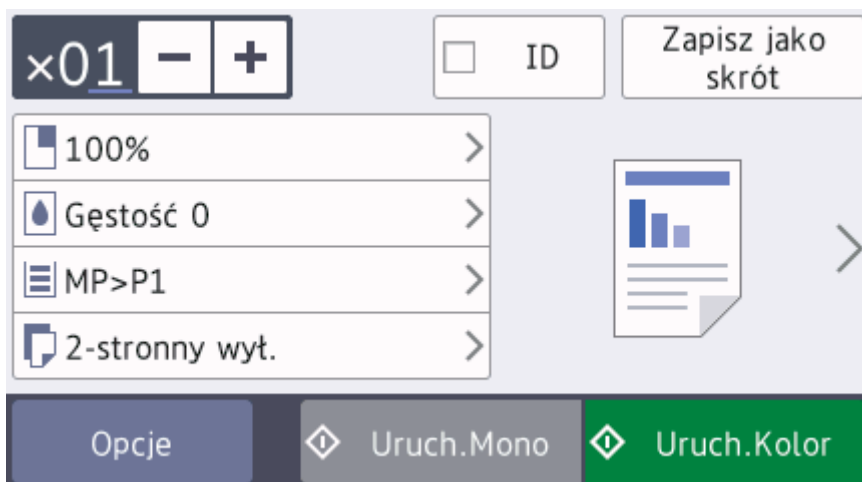 ×01 − + ID Zapisz jako
skrót
100%
Gęstość 0
MP>P1
2-stronny wył.
Opcje Uruch.Mono Uruch.Kolor